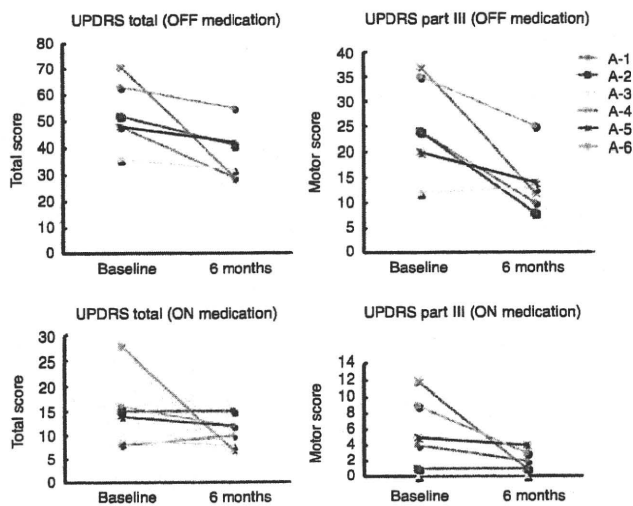 UPDRS total (OFF medication)
80
70
60
50
40
30
20
10
0
Total score
Baseline
6 months
UPDRS part III (OFF medication)
40
35
30
25
20
15
10
5
0
Motor score
Baseline
6 months
A-1
A-2
A-3
A-4
A-5
A-6
UPDRS total (ON medication)
30
25
20
15
10
5
0
Total score
Baseline
6 months
UPDRS part III (ON medication)
14
12
10
8
6
4
2
0
Motor score
Baseline
6 months